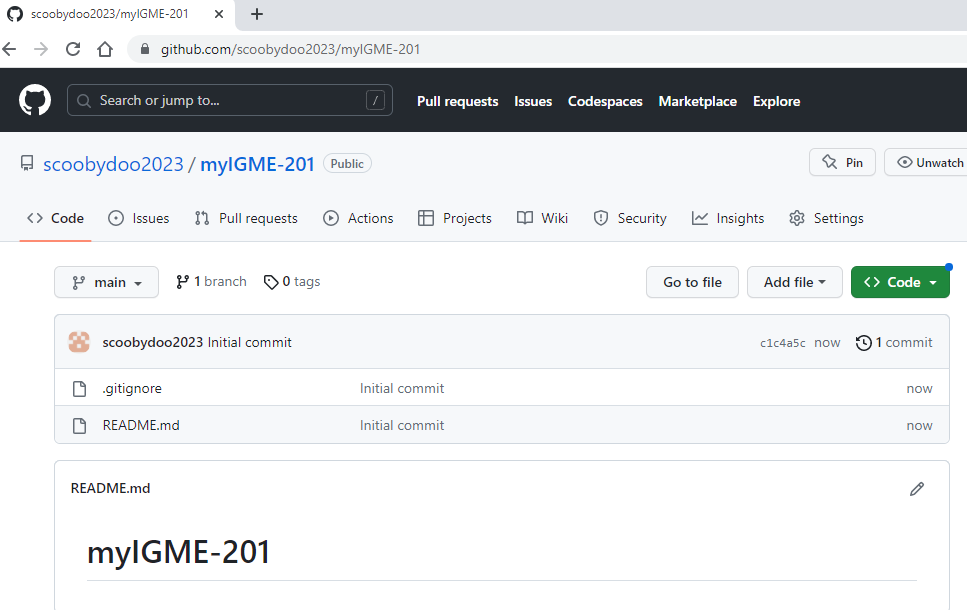 scoobydoo2023/myIGME-201
github.com/scoobydoo2023/myIGME-201
Search or jump to... / Pull requests Issues Codespaces Marketplace Explore
scoobydoo2023 / myIGME-201 Public Pin Unwatch
Code Issues Pull requests Actions Projects Wiki Security Insights Settings
main 1 branch 0 tags Go to file Add file Code
scoobydoo2023 Initial commit c1c4a5c now 1 commit
.gitignore Initial commit now
README.md Initial commit now
README.md
myIGME-201